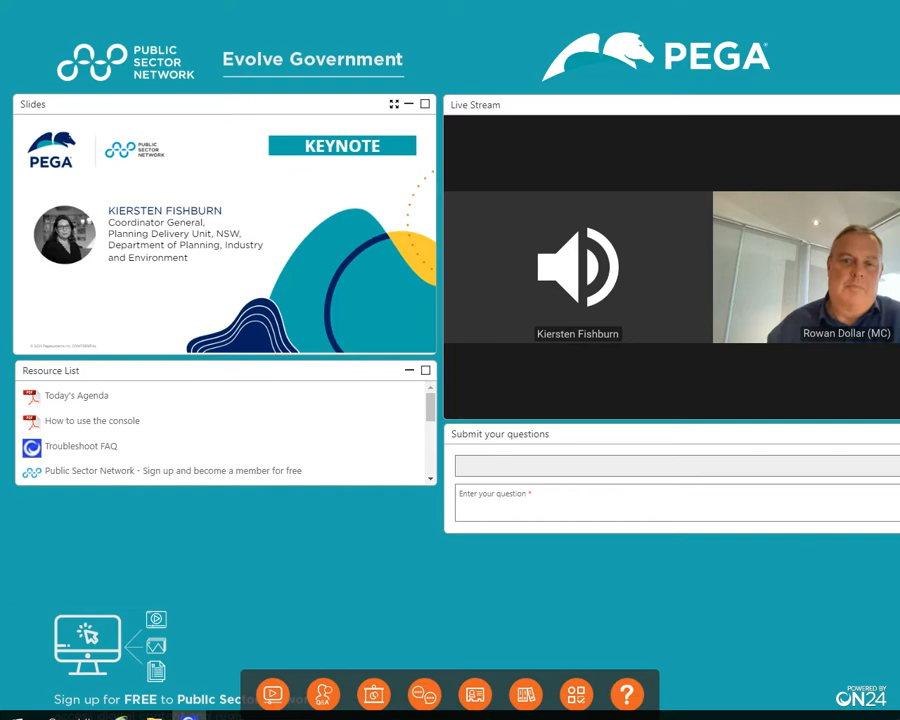 PUBLIC
SECTOR
NETWORK
Evolve Government
PEGA
Slides
PEGA
PUBLIC
SECTOR
NETWORK
KEYNOTE
KIERSTEN FISHBURN
Coordinator General,
Planning Delivery Unit, NSW,
Department of Planning, Industry
and Environment
Live Stream
Kiersten Fishburn
Rowan Dollar (MC)
Resource List
Today's Agenda
How to use the console
Troubleshoot FAQ
Public Sector Network - Sign up and become a member for free
Submit your questions
Enter your question *
Sign up for FREE to Public Sec
Q&A
?
POWERED BY
ON24